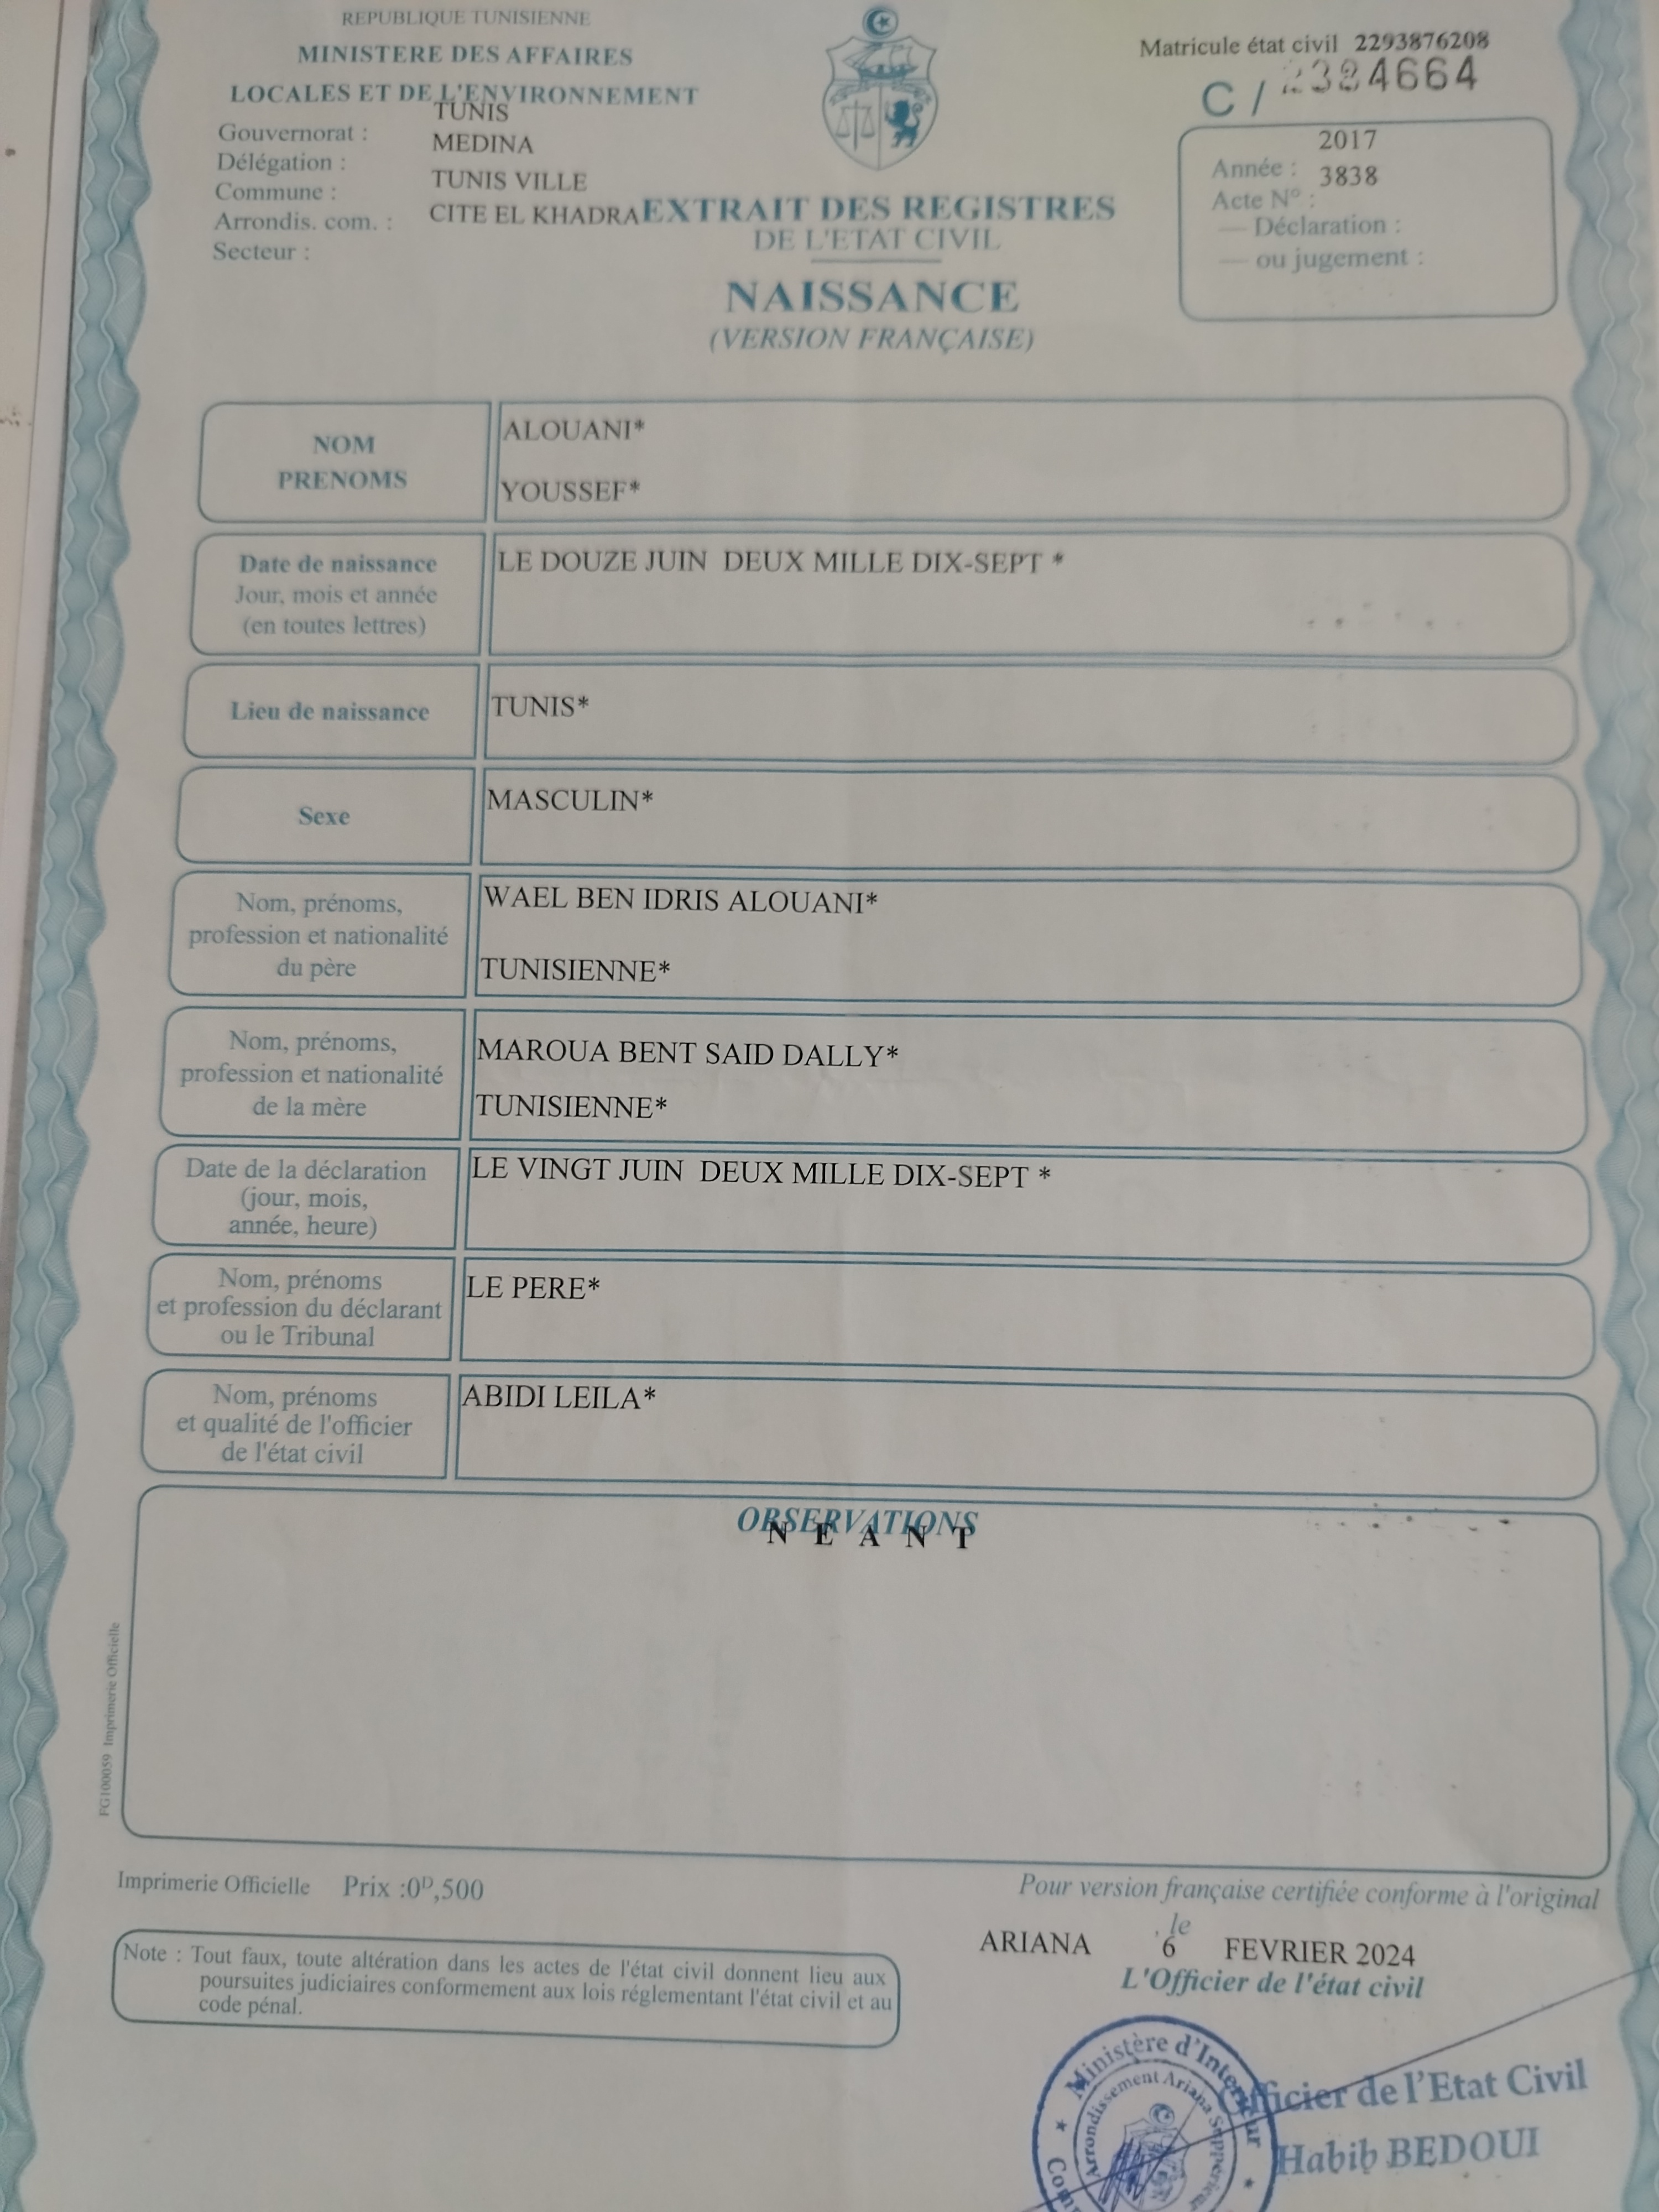 REPUBLIQUE TUNISIENNE
MINISTERE DES AFFAIRES
LOCALES ET DE L'ENVIRONNEMENT
Gouvernorat : TUNIS
Délégation : MEDINA
Commune : TUNIS VILLE
Arrondis. com. : CITE EL KHADRA
Secteur :
Matricule état civil 2293876208
C / 2384664
Année : 2017
Acte N° : 3838
— Déclaration :
— ou jugement :
EXTRAIT DES REGISTRES
DE L'ETAT CIVIL
NAISSANCE
(VERSION FRANÇAISE)
NOM
PRENOMS
ALOUANI*
YOUSSEF*
Date de naissance
Jour, mois et année
(en toutes lettres)
LE DOUZE JUIN DEUX MILLE DIX-SEPT *
Lieu de naissance
TUNIS*
Sexe
MASCULIN*
Nom, prénoms,
profession et nationalité
du père
WAEL BEN IDRIS ALOUANI*
TUNISIENNE*
Nom, prénoms,
profession et nationalité
de la mère
MAROUA BENT SAID DALLY*
TUNISIENNE*
Date de la déclaration
(jour, mois,
année, heure)
LE VINGT JUIN DEUX MILLE DIX-SEPT *
Nom, prénoms
et profession du déclarant
ou le Tribunal
LE PERE*
Nom, prénoms
et qualité de l'officier
de l'état civil
ABIDI LEILA*
OBSERVATIONS
N E A N T
FG100059 Imprimerie Officielle
Imprimerie Officielle Prix :0ᴰ,500
Pour version française certifiée conforme à l'original
ARIANA , le 6 FEVRIER 2024
L'Officier de l'état civil
Note : Tout faux, toute altération dans les actes de l'état civil donnent lieu aux
poursuites judiciaires conformement aux lois réglementant l'état civil et au
code pénal.
Ministère d'Interieur
Arrondissement Ariana Suppérieur
Officier de l'Etat Civil
Habib BEDOUI